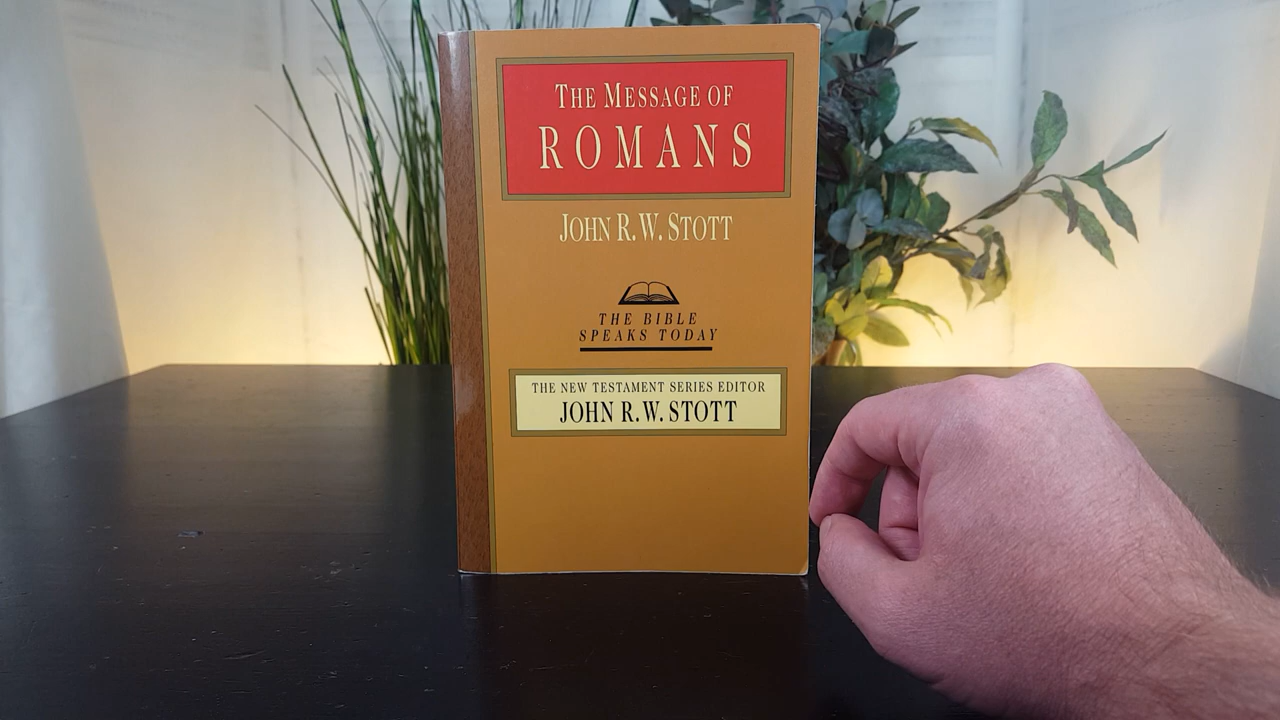 THE MESSAGE OF
ROMANS
JOHN R.W. STOTT
THE BIBLE
SPEAKS TODAY
THE NEW TESTAMENT SERIES EDITOR
JOHN R.W. STOTT